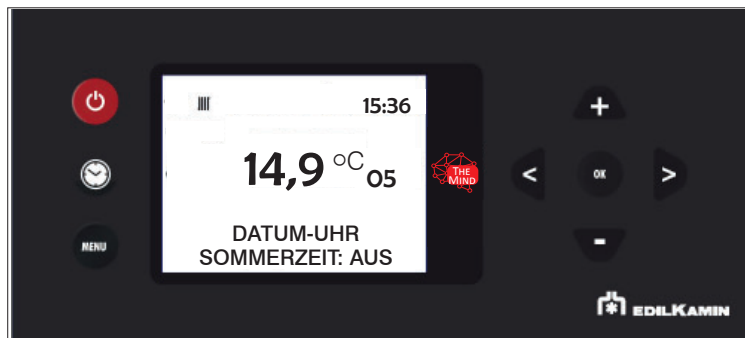 15:36
14,9 °C 05
THE MIND
DATUM-UHR
SOMMERZEIT: AUS
MENU
+
< OK >
-
EDILKAMIN